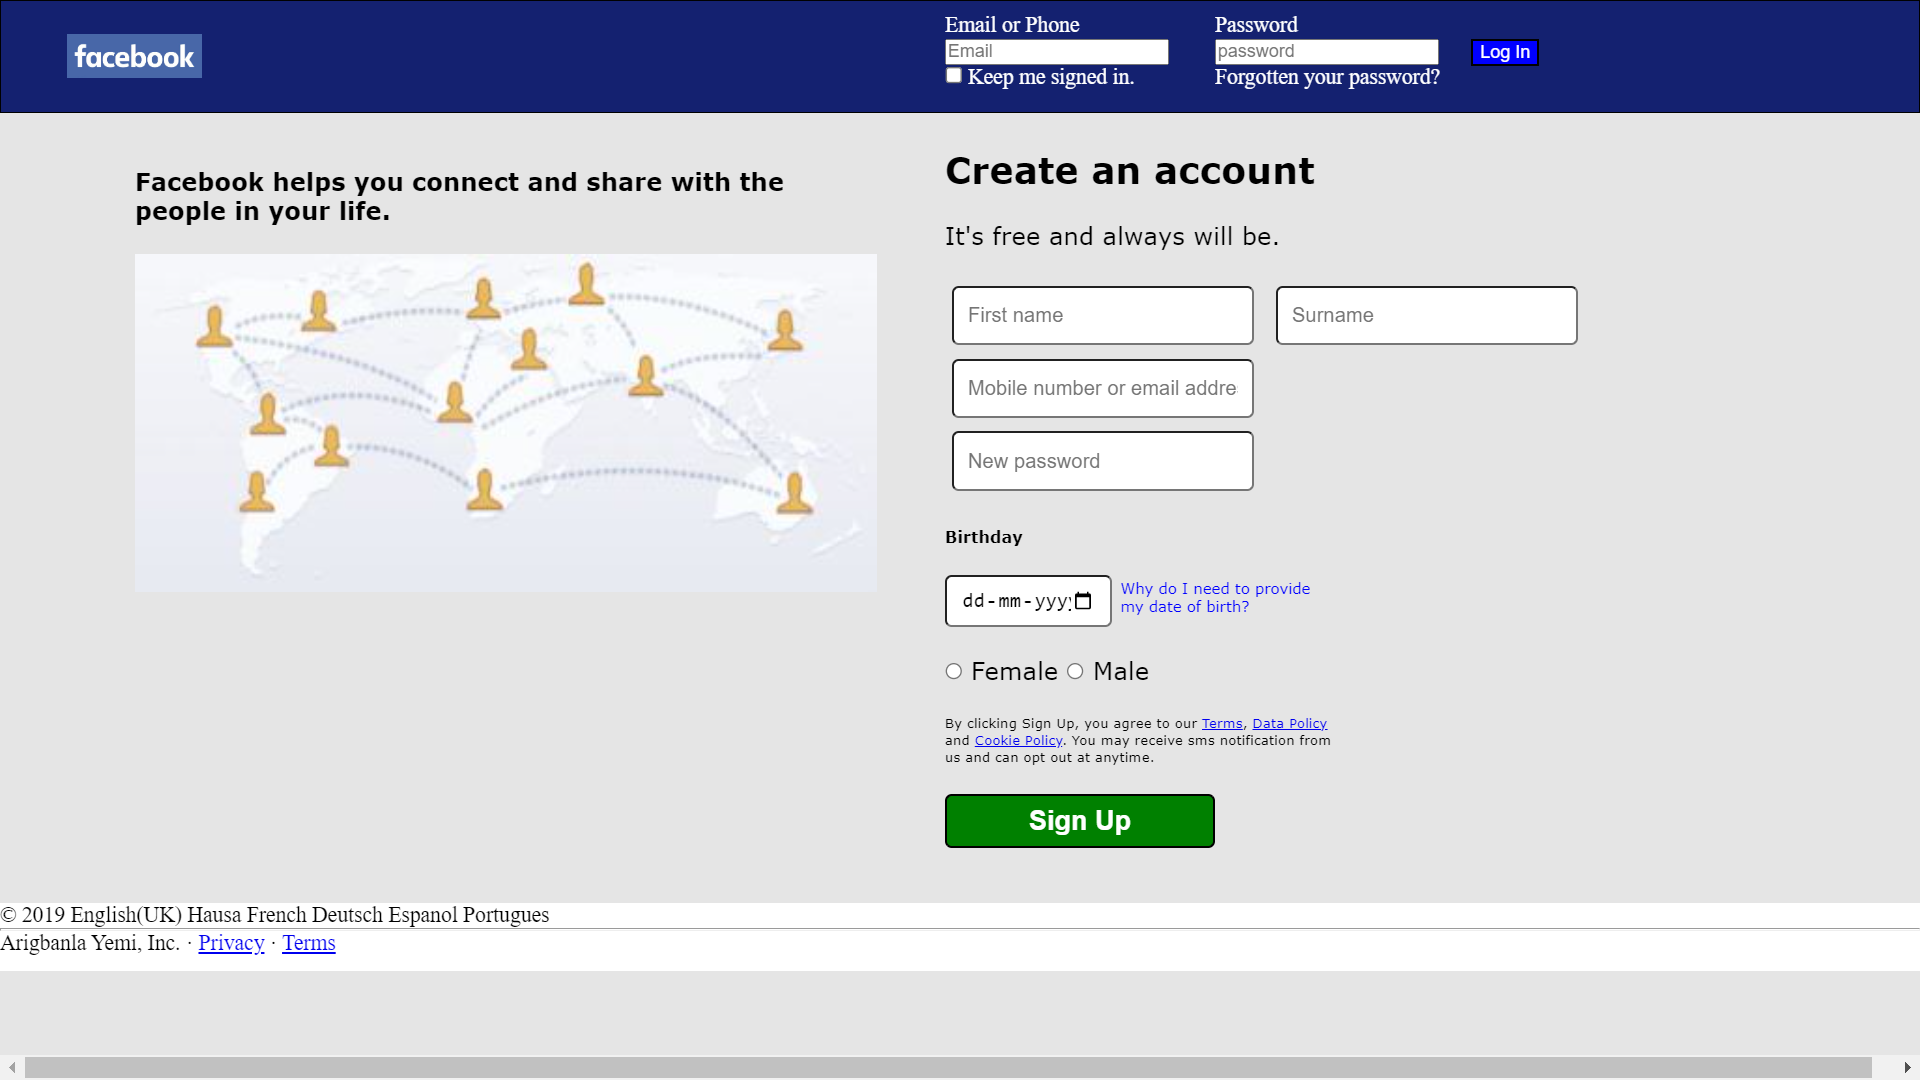 facebook
Email or Phone
Password
Email
password
Log In
Keep me signed in.
Forgotten your password?
Facebook helps you connect and share with the
people in your life.
Create an account
It's free and always will be.
First name
Surname
Mobile number or email addre
New password
Birthday
dd-mm-yyyy
Why do I need to provide
my date of birth?
Female
Male
By clicking Sign Up, you agree to our Terms, Data Policy
and Cookie Policy. You may receive sms notification from
us and can opt out at anytime.
Sign Up
© 2019 English(UK) Hausa French Deutsch Espanol Portugues
Arigbanla Yemi, Inc. · Privacy · Terms